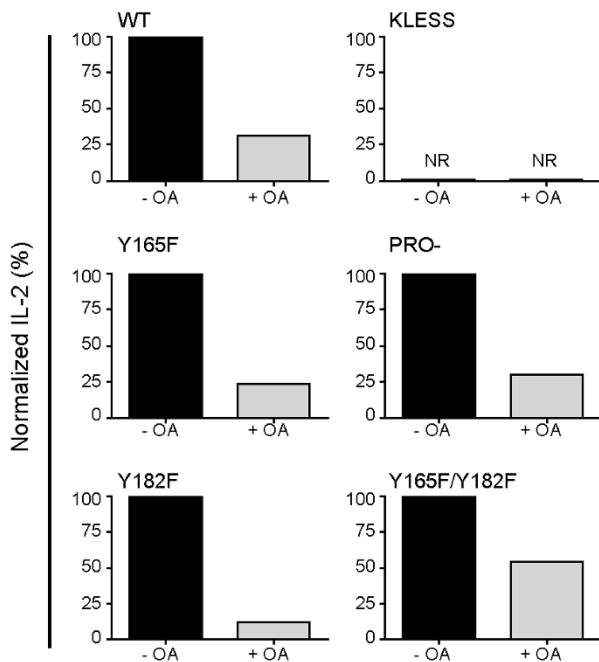 Normalized IL-2 (%)
WT
100
75
50
25
0
- OA
+ OA
KLESS
100
75
50
25
0
NR
NR
- OA
+ OA
Y165F
100
75
50
25
0
- OA
+ OA
PRO-
100
75
50
25
0
- OA
+ OA
Y182F
100
75
50
25
0
- OA
+ OA
Y165F/Y182F
100
75
50
25
0
- OA
+ OA